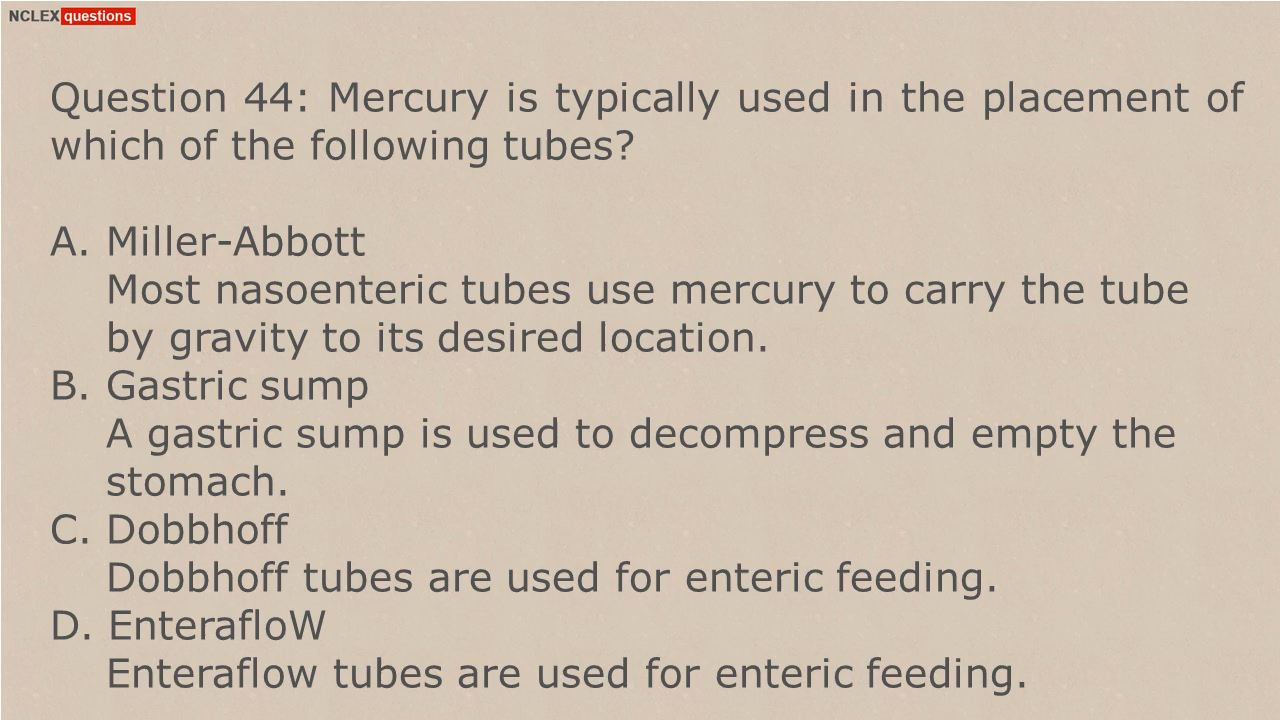 NCLEX questions
Question 44: Mercury is typically used in the placement of
which of the following tubes?
A. Miller-Abbott
Most nasoenteric tubes use mercury to carry the tube
by gravity to its desired location.
B. Gastric sump
A gastric sump is used to decompress and empty the
stomach.
C. Dobbhoff
Dobbhoff tubes are used for enteric feeding.
D. EnterafloW
Enteraflow tubes are used for enteric feeding.